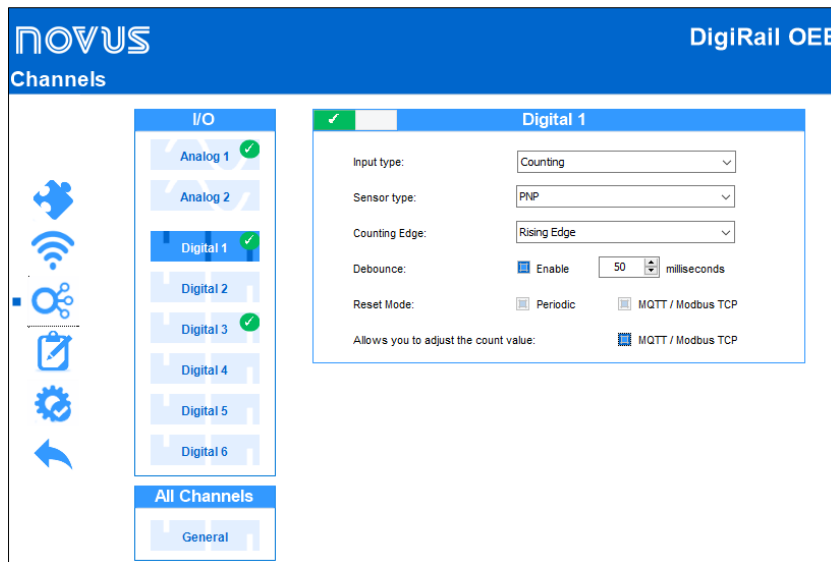 novus
DigiRail OEE
Channels
I/O
Analog 1
Analog 2
Digital 1
Digital 2
Digital 3
Digital 4
Digital 5
Digital 6
All Channels
General
Digital 1
Input type: Counting
Sensor type: PNP
Counting Edge: Rising Edge
Debounce: Enable 50 milliseconds
Reset Mode: Periodic MQTT / Modbus TCP
Allows you to adjust the count value: MQTT / Modbus TCP